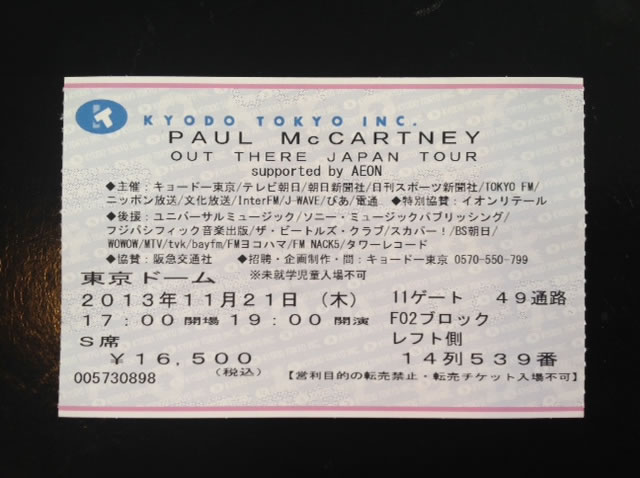 KYODO TOKYO INC.
PAUL McCARTNEY
OUT THERE JAPAN TOUR
supported by AEON
◆主催：キョードー東京/テレビ朝日/朝日新聞社/日刊スポーツ新聞社/TOKYO FM/
ニッポン放送/文化放送/InterFM/J-WAVE/ぴあ/電通 ◆特別協賛：イオンリテール
◆後援：ユニバーサルミュージック/ソニー・ミュージックパブリッシング/
フジパシフィック音楽出版/ザ・ビートルズ・クラブ/スカパー！/BS朝日/
WOWOW/MTV/tvk/bayfm/FMヨコハマ/FM NACK5/タワーレコード
◆協賛：阪急交通社 ◆招聘・企画制作・問：キョードー東京 0570-550-799
東京ドーム ※未就学児童入場不可
2013年11月21日（木） 11ゲート 49通路
17:00開場 19:00開演 F02ブロック
S席 レフト側
￥16,500 14列539番
(税込)
005730898 【営利目的の転売禁止・転売チケット入場不可】